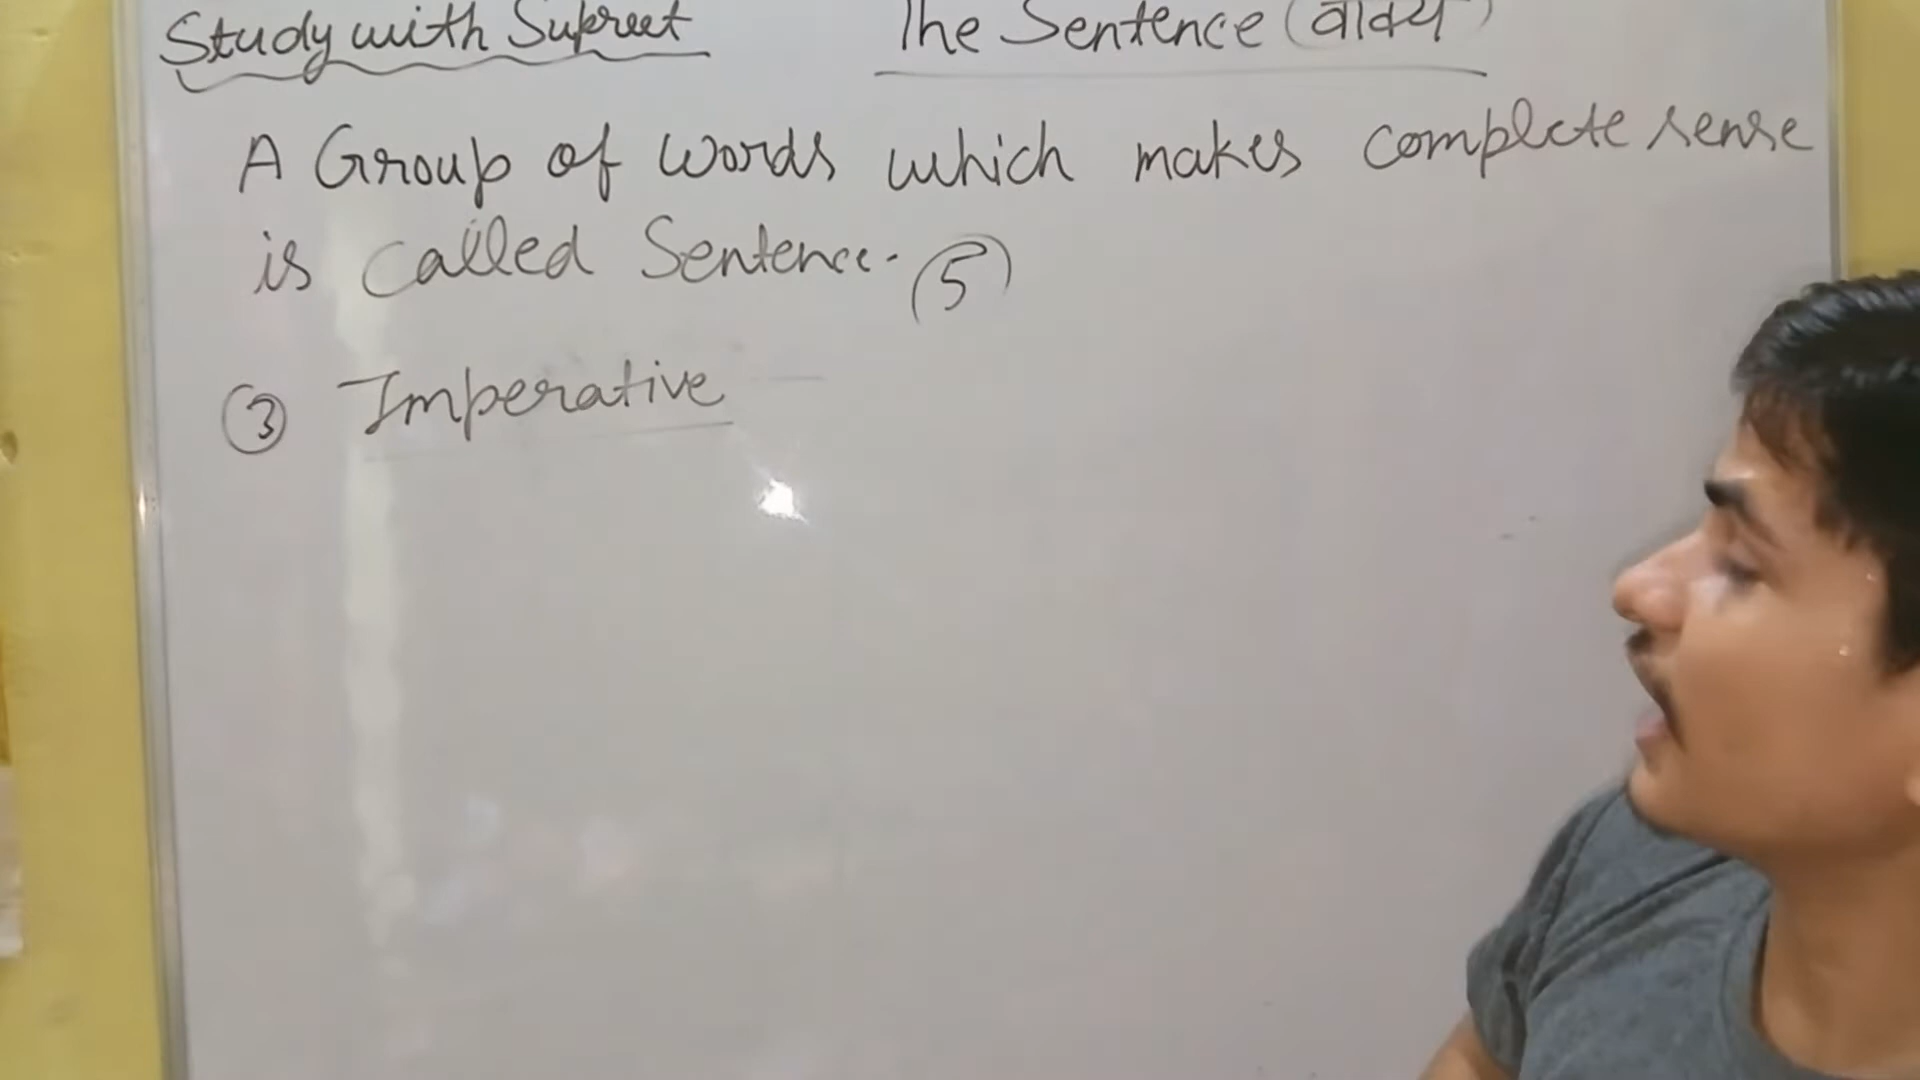 Study with Supreet
The Sentence (वाक्य)
A Group of words which makes complete sense
is called Sentence. (5)
③ Imperative